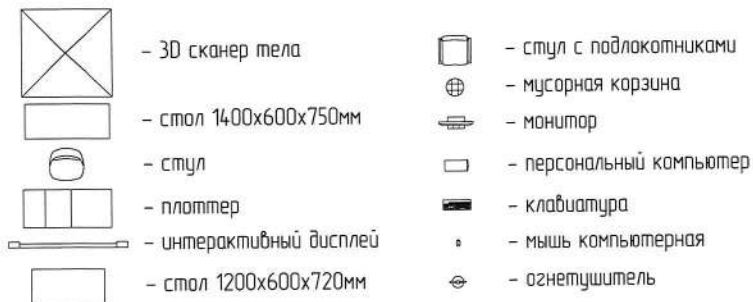 – 3D сканер тела
– стол 1400х600х750мм
– стул
– плоттер
– интерактивный дисплей
– стол 1200х600х720мм
– стул с подлокотниками
– мусорная корзина
– монитор
– персональный компьютер
– клавиатура
– мышь компьютерная
– огнетушитель